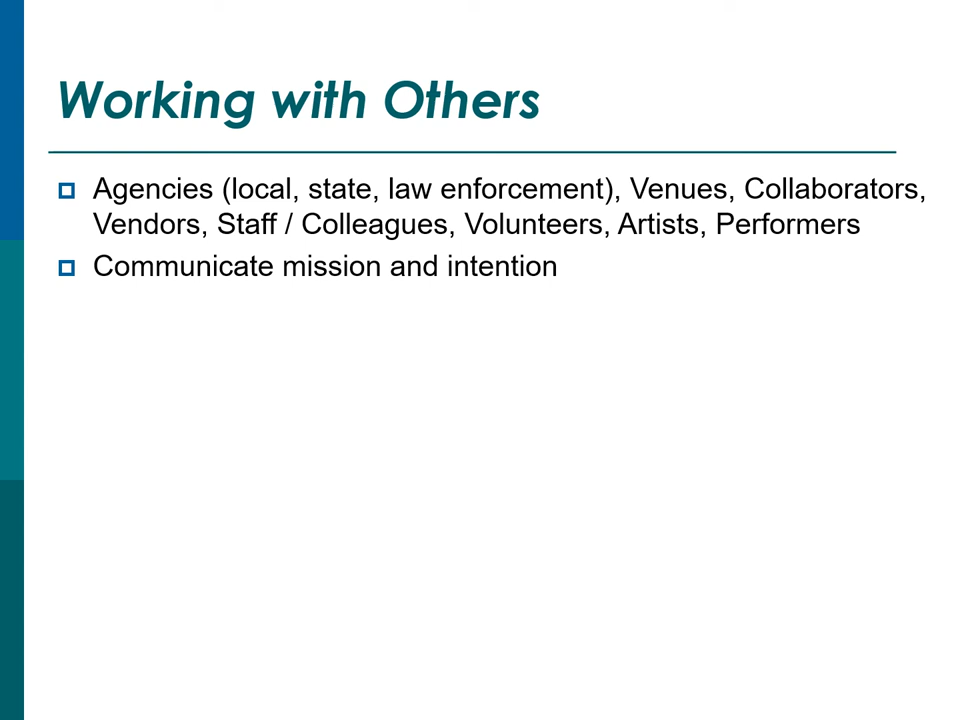 Working with Others
Agencies (local, state, law enforcement), Venues, Collaborators,
Vendors, Staff / Colleagues, Volunteers, Artists, Performers
Communicate mission and intention